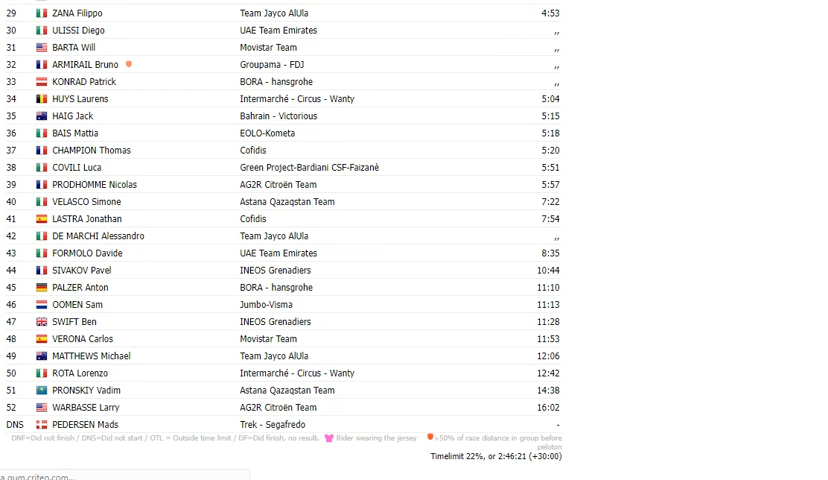 29 ZANA Filippo Team Jayco AlUla 4:53
30 ULISSI Diego UAE Team Emirates ,,
31 BARTA Will Movistar Team ,,
32 ARMIRAIL Bruno Groupama - FDJ ,,
33 KONRAD Patrick BORA - hansgrohe ,,
34 HUYS Laurens Intermarché - Circus - Wanty 5:04
35 HAIG Jack Bahrain - Victorious 5:15
36 BAIS Mattia EOLO-Kometa 5:18
37 CHAMPION Thomas Cofidis 5:20
38 COVILI Luca Green Project-Bardiani CSF-Faizanè 5:51
39 PRODHOMME Nicolas AG2R Citroën Team 5:57
40 VELASCO Simone Astana Qazaqstan Team 7:22
41 LASTRA Jonathan Cofidis 7:54
42 DE MARCHI Alessandro Team Jayco AlUla ,,
43 FORMOLO Davide UAE Team Emirates 8:35
44 SIVAKOV Pavel INEOS Grenadiers 10:44
45 PALZER Anton BORA - hansgrohe 11:10
46 OOMEN Sam Jumbo-Visma 11:13
47 SWIFT Ben INEOS Grenadiers 11:28
48 VERONA Carlos Movistar Team 11:53
49 MATTHEWS Michael Team Jayco AlUla 12:06
50 ROTA Lorenzo Intermarché - Circus - Wanty 12:42
51 PRONSKIY Vadim Astana Qazaqstan Team 14:38
52 WARBASSE Larry AG2R Citroën Team 16:02
DNS PEDERSEN Mads Trek - Segafredo -
DNF=Did not finish / DNS=Did not start / OTL = Outside time limit / DF=Did finish, no result. Rider wearing the jersey >50% of race distance in group before
peloton
Timelimit 22%, or 2:46:21 (+30:00)
a gum.criteo.com...